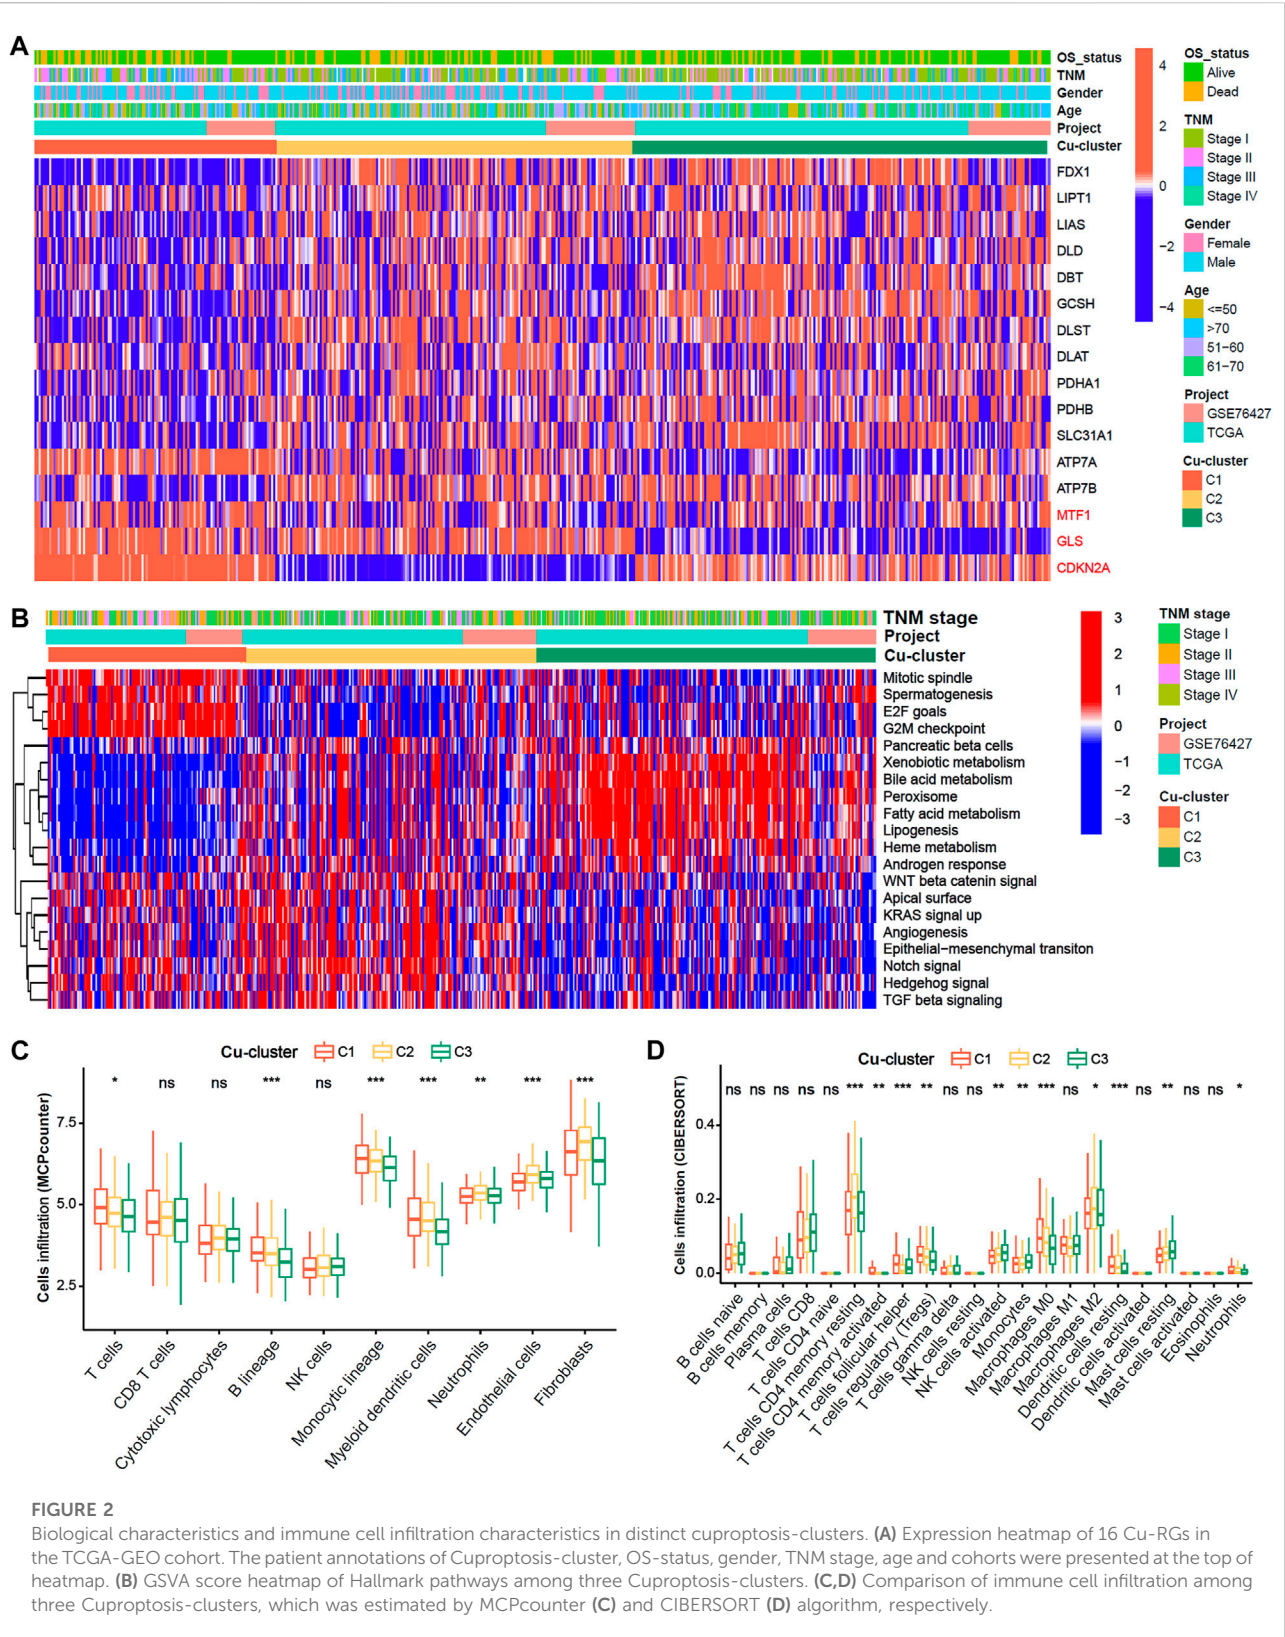 A
OS_status
TNM
Gender
Age
Project
Cu-cluster
FDX1
LIPT1
LIAS
DLD
DBT
GCSH
DLST
DLAT
PDHA1
PDHB
SLC31A1
ATP7A
ATP7B
MTF1
GLS
CDKN2A
4
2
0
−2
−4
OS_status
Alive
Dead
TNM
Stage I
Stage II
Stage III
Stage IV
Gender
Female
Male
Age
<=50
>70
51−60
61−70
Project
GSE76427
TCGA
Cu-cluster
C1
C2
C3
B
TNM stage
Project
Cu-cluster
Mitotic spindle
Spermatogenesis
E2F goals
G2M checkpoint
Pancreatic beta cells
Xenobiotic metabolism
Bile acid metabolism
Peroxisome
Fatty acid metabolism
Lipogenesis
Heme metabolism
Androgen response
WNT beta catenin signal
Apical surface
KRAS signal up
Angiogenesis
Epithelial−mesenchymal transiton
Notch signal
Hedgehog signal
TGF beta signaling
3
2
1
0
−1
−2
−3
TNM stage
Stage I
Stage II
Stage III
Stage IV
Project
GSE76427
TCGA
Cu-cluster
C1
C2
C3
C
Cu-cluster C1 C2 C3
* ns ns *** ns *** *** ** *** ***
Cells infiltration (MCPcounter)
7.5
5.0
2.5
T cells
CD8 T cells
Cytotoxic lymphocytes
B lineage
NK cells
Monocytic lineage
Myeloid dendritic cells
Neutrophils
Endothelial cells
Fibroblasts
D
Cu-cluster C1 C2 C3
ns ns ns ns ns *** ** *** ** ns ns ** ** *** ns * *** ns ** ns ns *
Cells infiltration (CIBERSORT)
0.4
0.2
0.0
B cells naive
B cells memory
Plasma cells
T cells CD8
T cells CD4 naive
T cells CD4 memory resting
T cells CD4 memory activated
T cells follicular helper
T cells regulatory (Tregs)
T cells gamma delta
NK cells resting
NK cells activated
Monocytes
Macrophages M0
Macrophages M1
Macrophages M2
Dendritic cells resting
Dendritic cells activated
Mast cells resting
Mast cells activated
Eosinophils
Neutrophils
FIGURE 2
Biological characteristics and immune cell infiltration characteristics in distinct cuproptosis-clusters. (A) Expression heatmap of 16 Cu-RGs in
the TCGA-GEO cohort. The patient annotations of Cuproptosis-cluster, OS-status, gender, TNM stage, age and cohorts were presented at the top of
heatmap. (B) GSVA score heatmap of Hallmark pathways among three Cuproptosis-clusters. (C,D) Comparison of immune cell infiltration among
three Cuproptosis-clusters, which was estimated by MCPcounter (C) and CIBERSORT (D) algorithm, respectively.